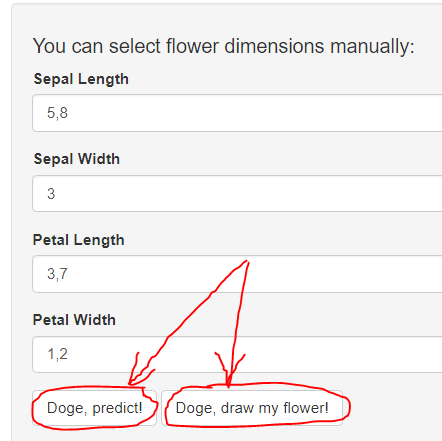 You can select flower dimensions manually:
Sepal Length
5,8
Sepal Width
3
Petal Length
3,7
Petal Width
1,2
Doge, predict! Doge, draw my flower!